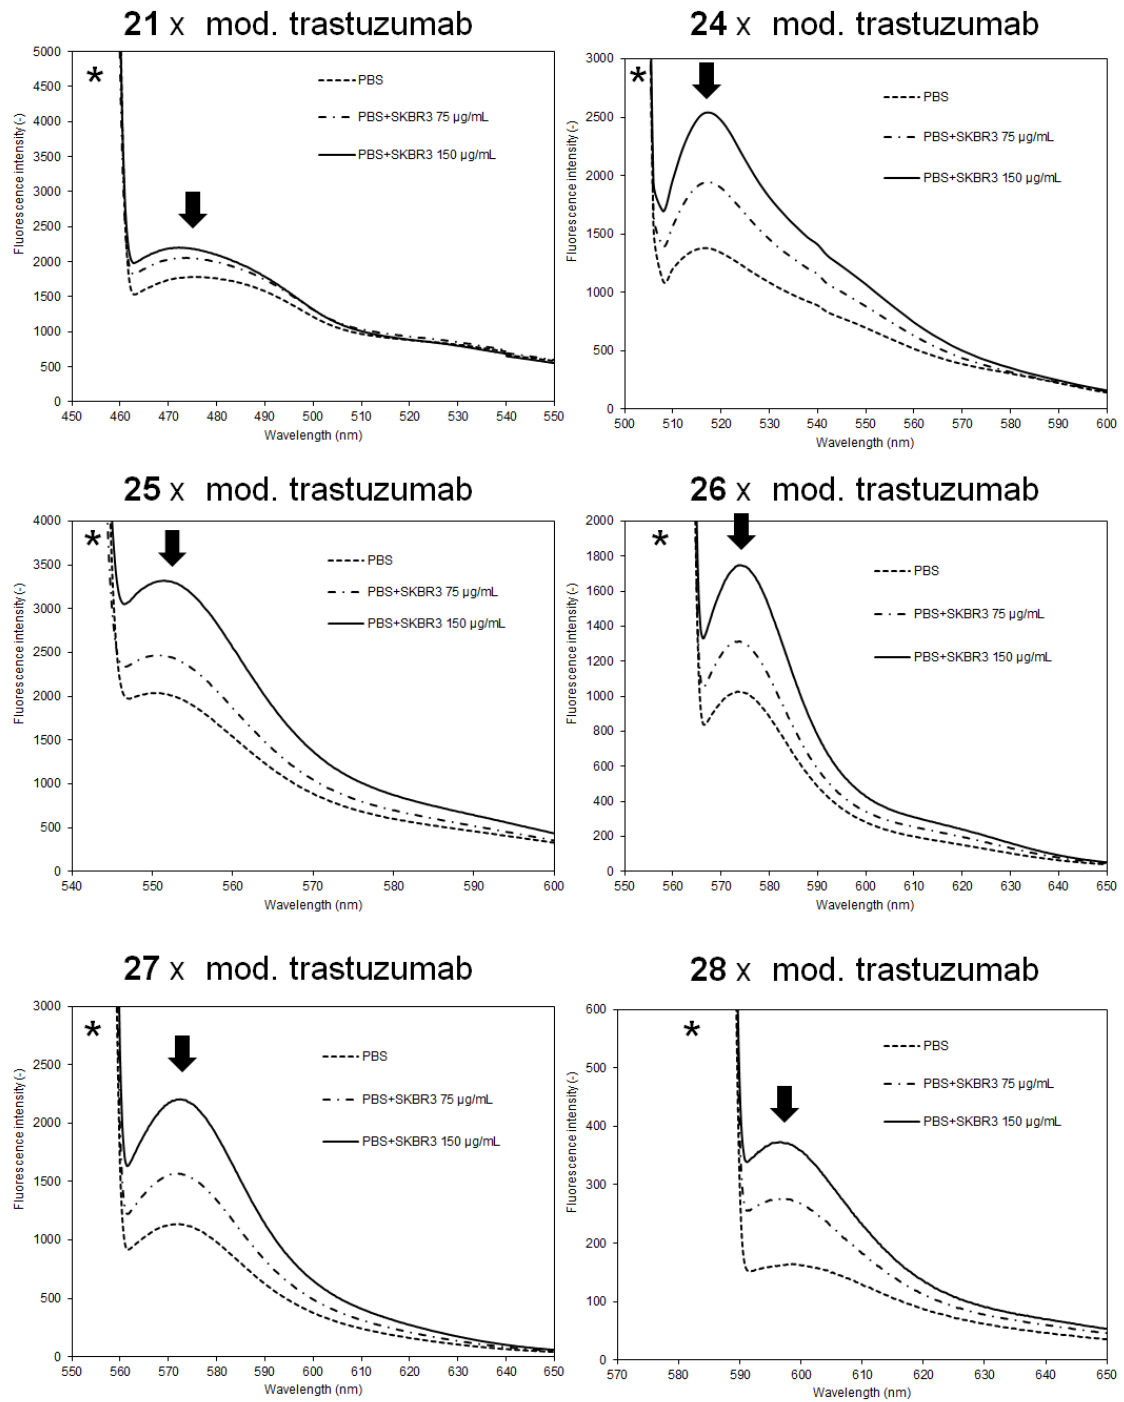 21 x mod. trastuzumab
Fluorescence intensity (-)
5000
4500
4000
3500
3000
2500
2000
1500
1000
500
0
*
PBS
PBS+SKBR3 75 µg/mL
PBS+SKBR3 150 µg/mL
450 460 470 480 490 500 510 520 530 540 550
Wavelength (nm)
24 x mod. trastuzumab
Fluorescence intensity (-)
3000
2500
2000
1500
1000
500
0
*
PBS
PBS+SKBR3 75 µg/mL
PBS+SKBR3 150 µg/mL
500 510 520 530 540 550 560 570 580 590 600
Wavelength (nm)
25 x mod. trastuzumab
Fluorescence intensity (-)
4000
3500
3000
2500
2000
1500
1000
500
0
*
PBS
PBS+SKBR3 75 µg/mL
PBS+SKBR3 150 µg/mL
540 550 560 570 580 590 600
Wavelength (nm)
26 x mod. trastuzumab
Fluorescence intensity (-)
2000
1800
1600
1400
1200
1000
800
600
400
200
0
*
PBS
PBS+SKBR3 75 µg/mL
PBS+SKBR3 150 µg/mL
550 560 570 580 590 600 610 620 630 640 650
Wavelength (nm)
27 x mod. trastuzumab
Fluorescence intensity (-)
3000
2500
2000
1500
1000
500
0
*
PBS
PBS+SKBR3 75 µg/mL
PBS+SKBR3 150 µg/mL
550 560 570 580 590 600 610 620 630 640 650
Wavelength (nm)
28 x mod. trastuzumab
Fluorescence intensity (-)
600
500
400
300
200
100
0
*
PBS
PBS+SKBR3 75 µg/mL
PBS+SKBR3 150 µg/mL
570 580 590 600 610 620 630 640 650
Wavelength (nm)